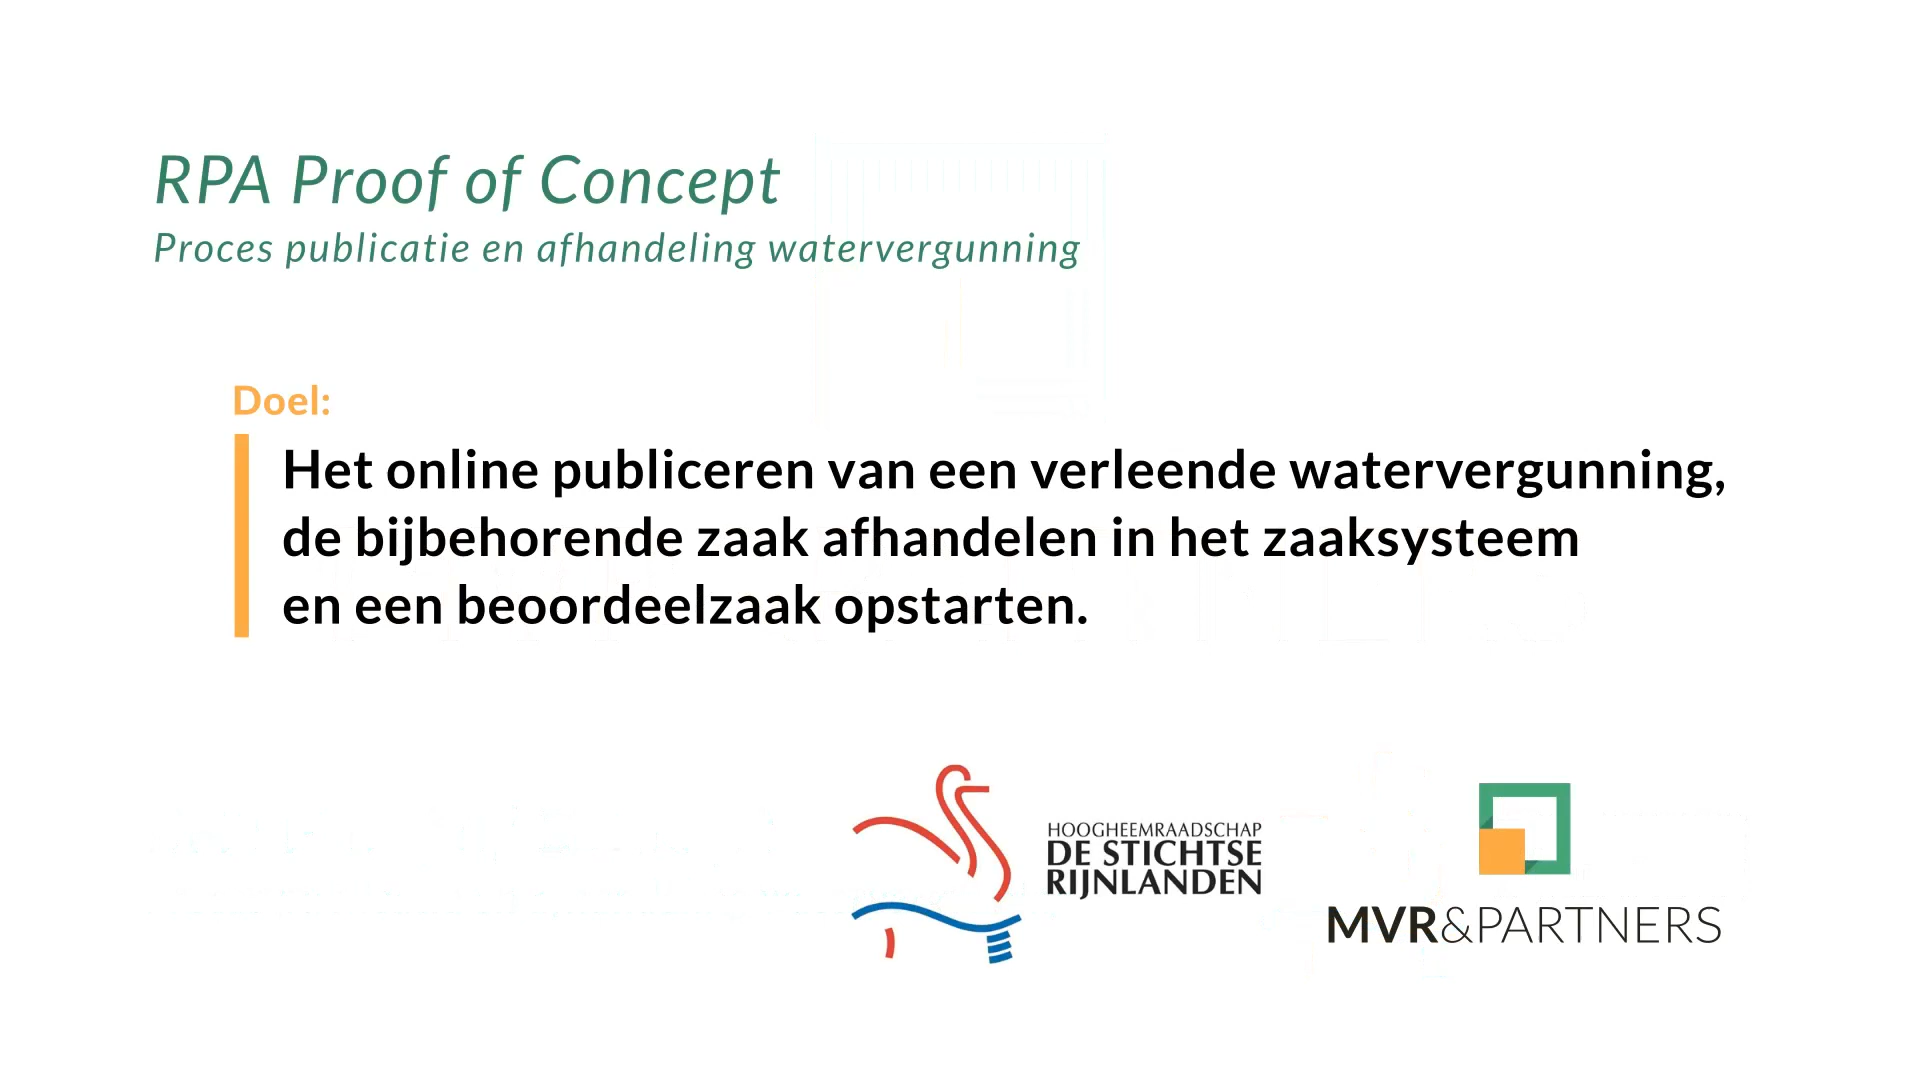 RPA Proof of Concept
Proces publicatie en afhandeling watervergunning
Doel:
Het online publiceren van een verleende watervergunning,
de bijbehorende zaak afhandelen in het zaaksysteem
en een beoordeelzaak opstarten.
HOOGHEEMRAADSCHAP
DE STICHTSE
RIJNLANDEN
MVR&PARTNERS